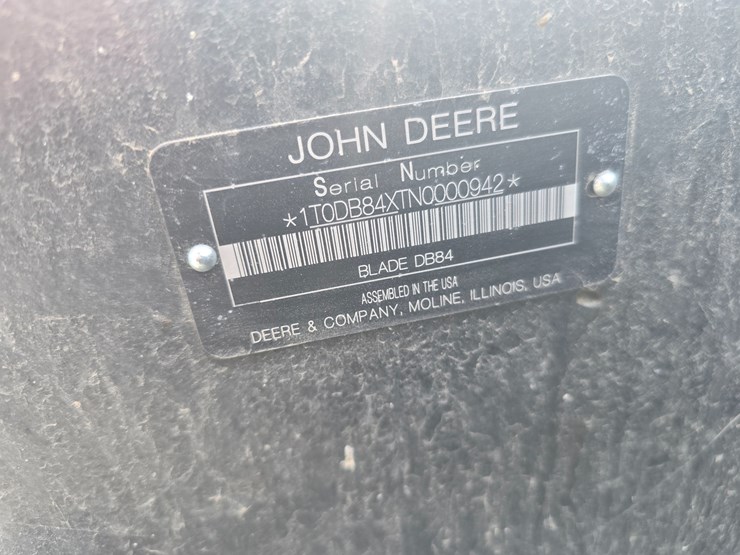 JOHN DEERE
Serial Number
*1T0DB84XTN0000942*
BLADE DB84
ASSEMBLED IN THE USA
DEERE & COMPANY, MOLINE, ILLINOIS, USA